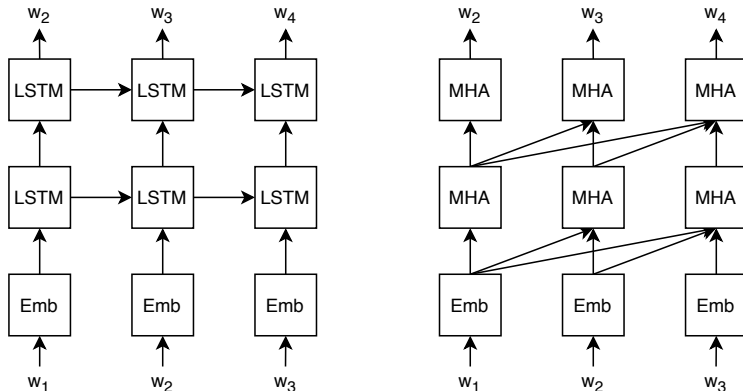 w₂ w₃ w₄ w₂ w₃ w₄
LSTM LSTM LSTM MHA MHA MHA
LSTM LSTM LSTM MHA MHA MHA
Emb Emb Emb Emb Emb Emb
w₁ w₂ w₃ w₁ w₂ w₃